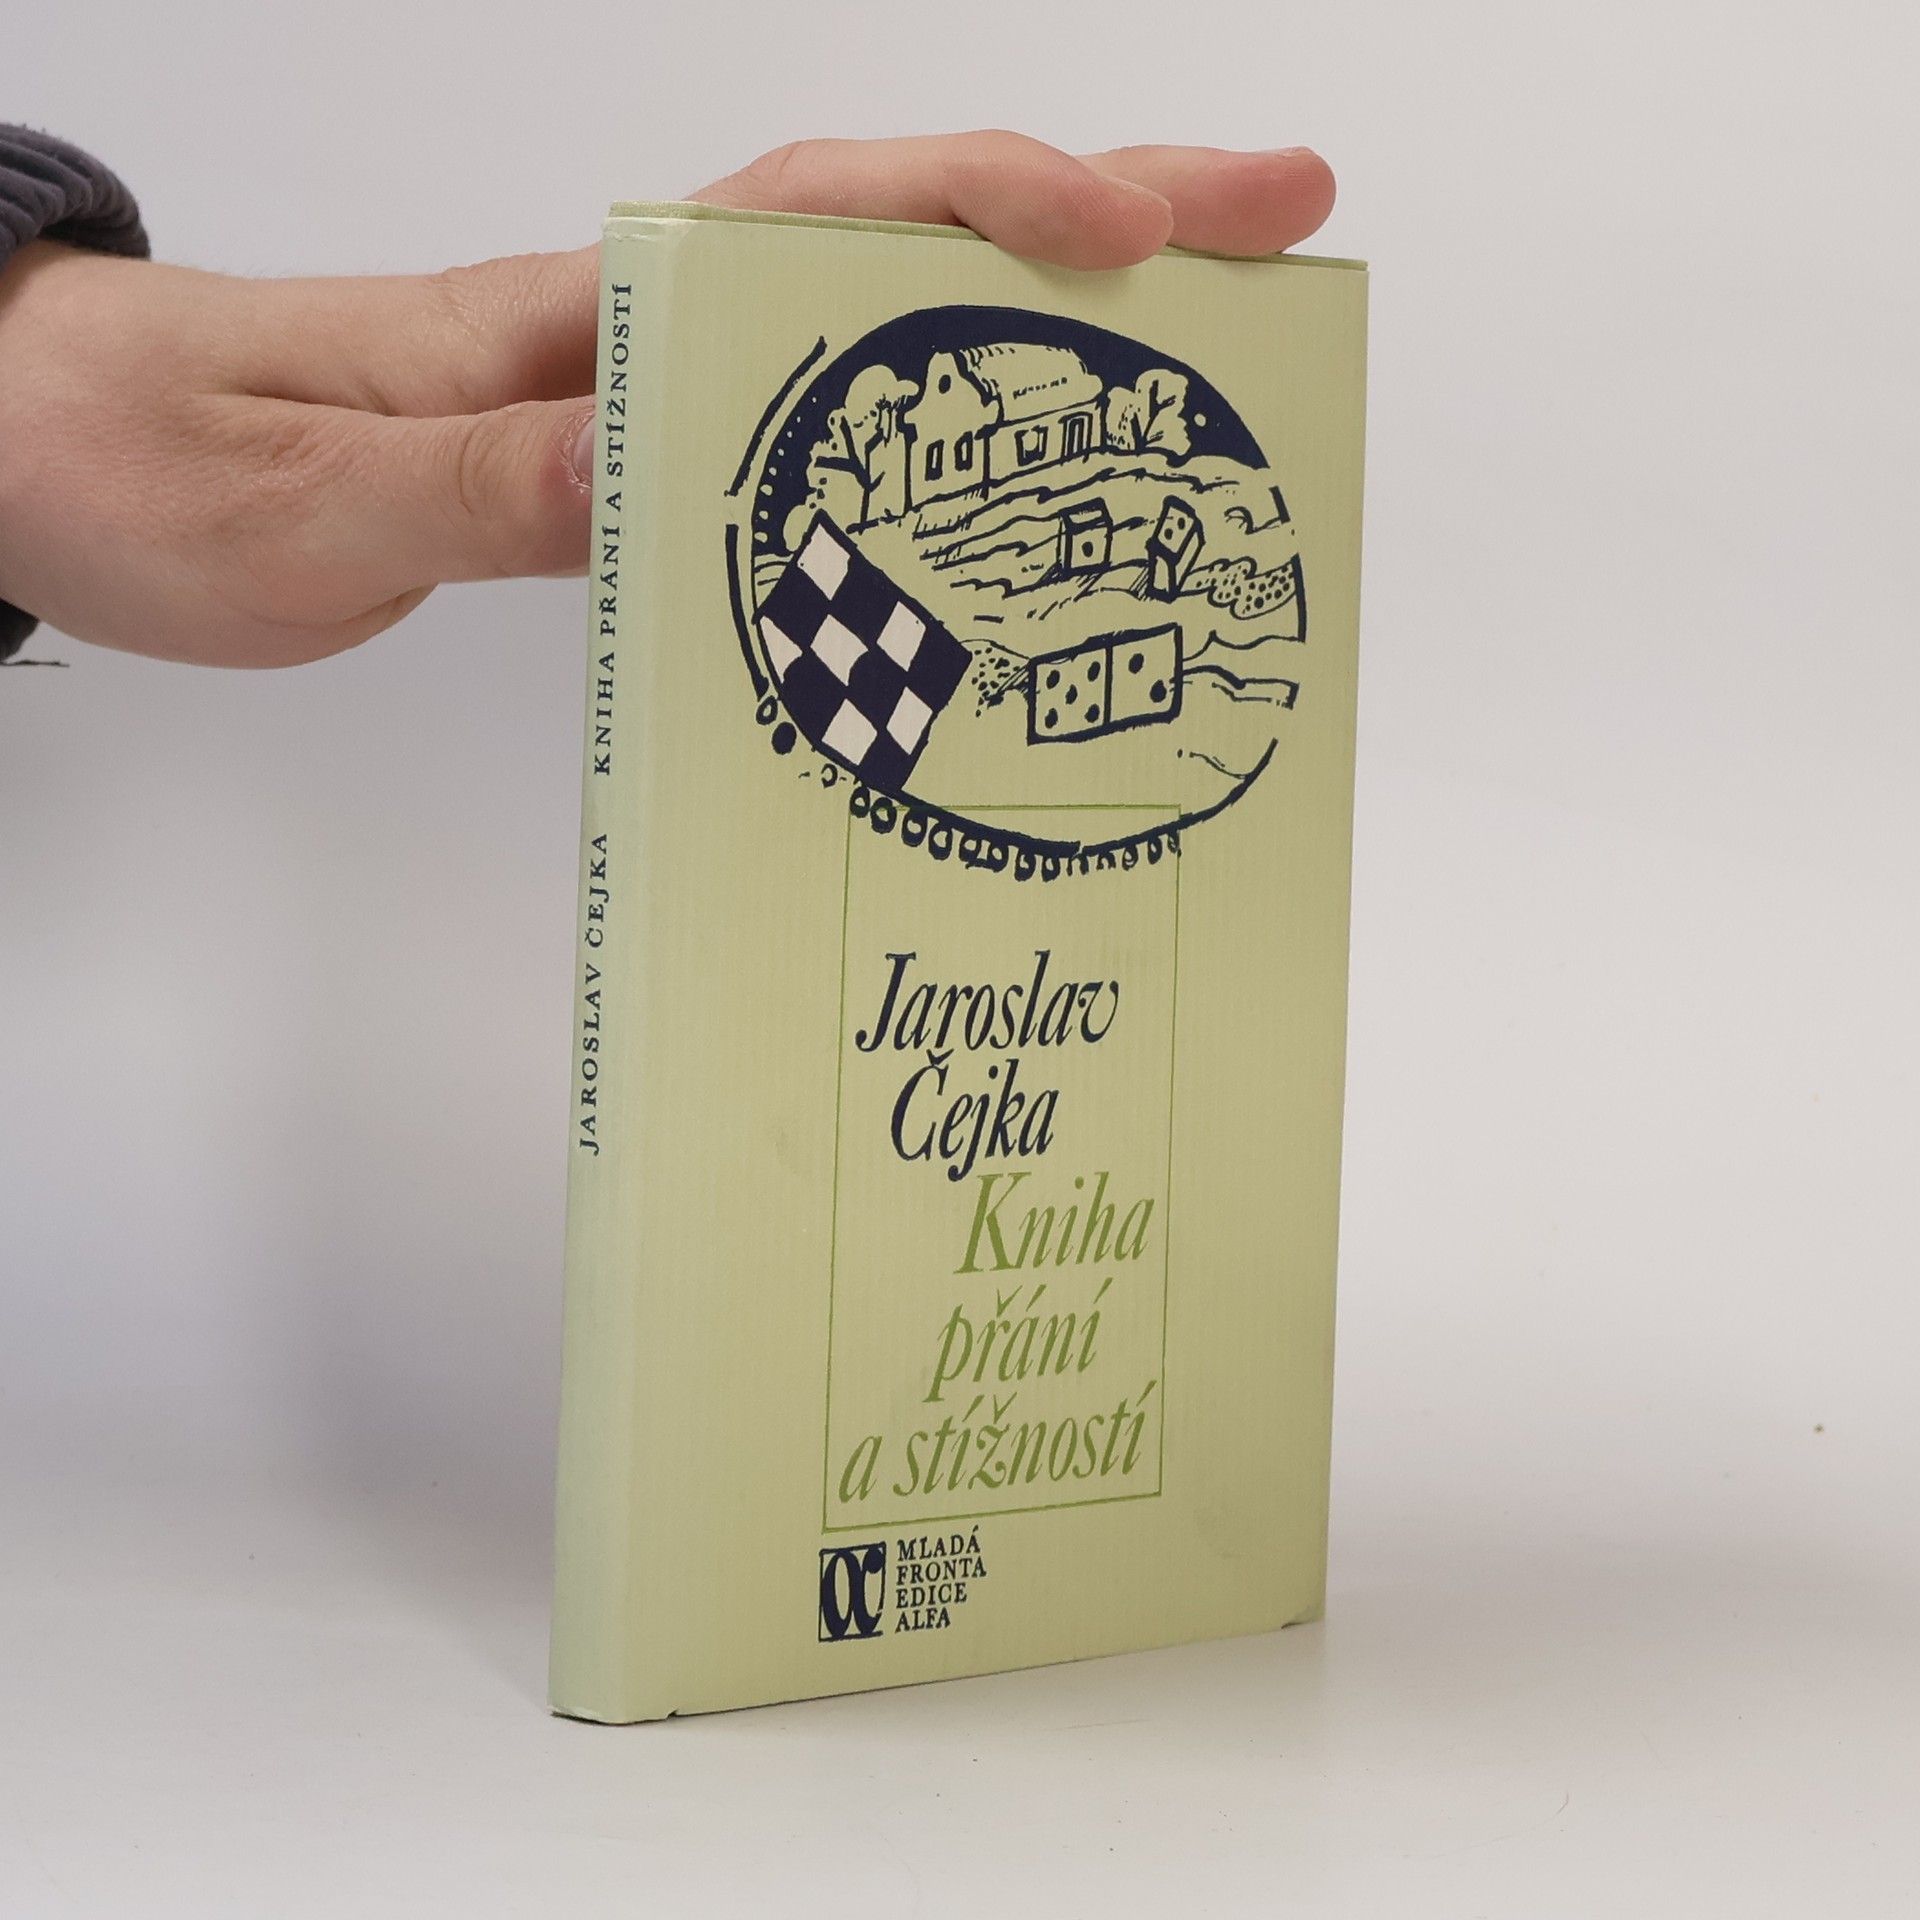 JAROSLAV ČEJKA KNIHA PŘÁNÍ A STÍŽNOSTÍ
Jaroslav
Čejka
Kniha
přání
a stížností
MLADÁ
FRONTA
EDICE
ALFA